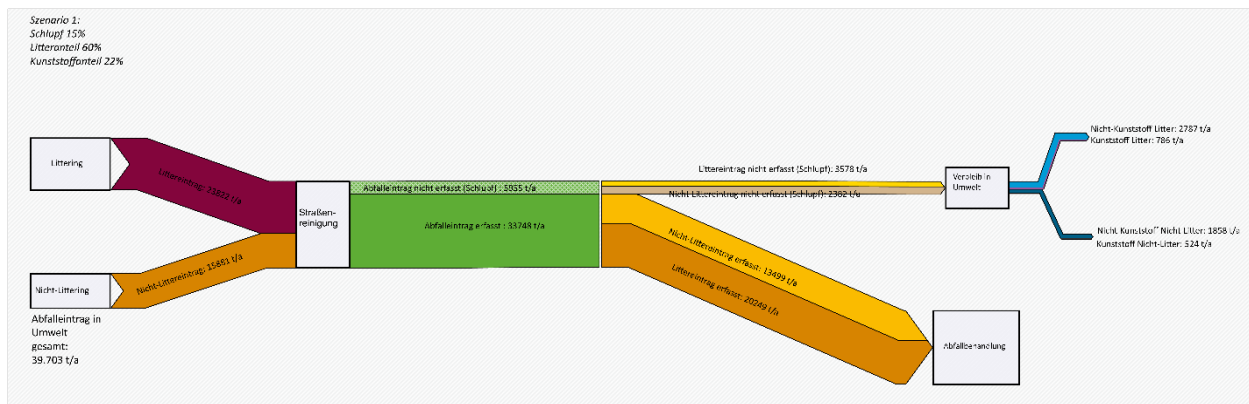 Szenario 1:
Schlupf 15%
Litteranteil 60%
Kunststoffanteil 22%
Littering
Littereintrag: 23822 t/a
Nicht-Littering
Nicht-Littereintrag: 15881 t/a
Abfalleintrag in
Umwelt
gesamt:
39.703 t/a
Straßen-
reinigung
Abfalleintrag nicht erfasst (Schlupf) : 5955 t/a
Abfalleintrag erfasst : 33748 t/a
Littereintrag nicht erfasst (Schlupf): 3578 t/a
Nicht-Littereintrag nicht erfasst (Schlupf): 2382 t/a
Nicht-Littereintrag erfasst: 13499 t/a
Littereintrag erfasst: 20249 t/a
Verbleib in
Umwelt
Nicht-Kunststoff Litter: 2787 t/a
Kunststoff Litter: 786 t/a
Nicht Kunststoff Nicht Litter: 1858 t/a
Kunststoff Nicht-Litter: 524 t/a
Abfallbehandlung